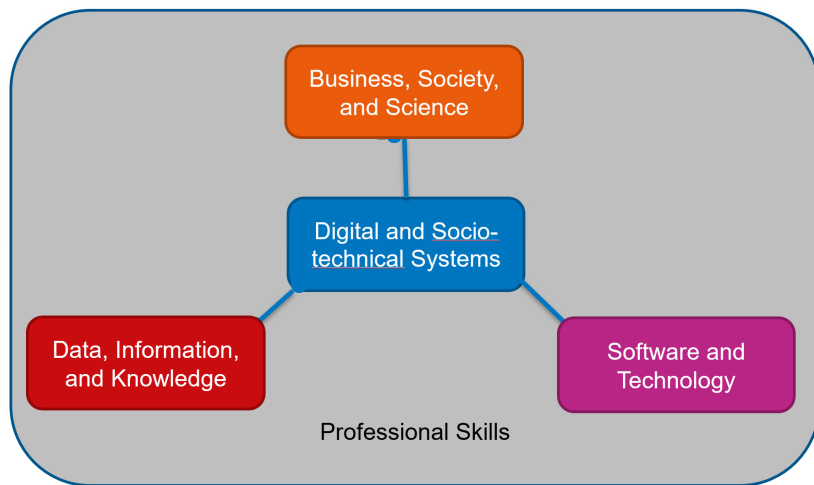 Business, Society,
and Science
Digital and Socio-
technical Systems
Data, Information,
and Knowledge
Software and
Technology
Professional Skills